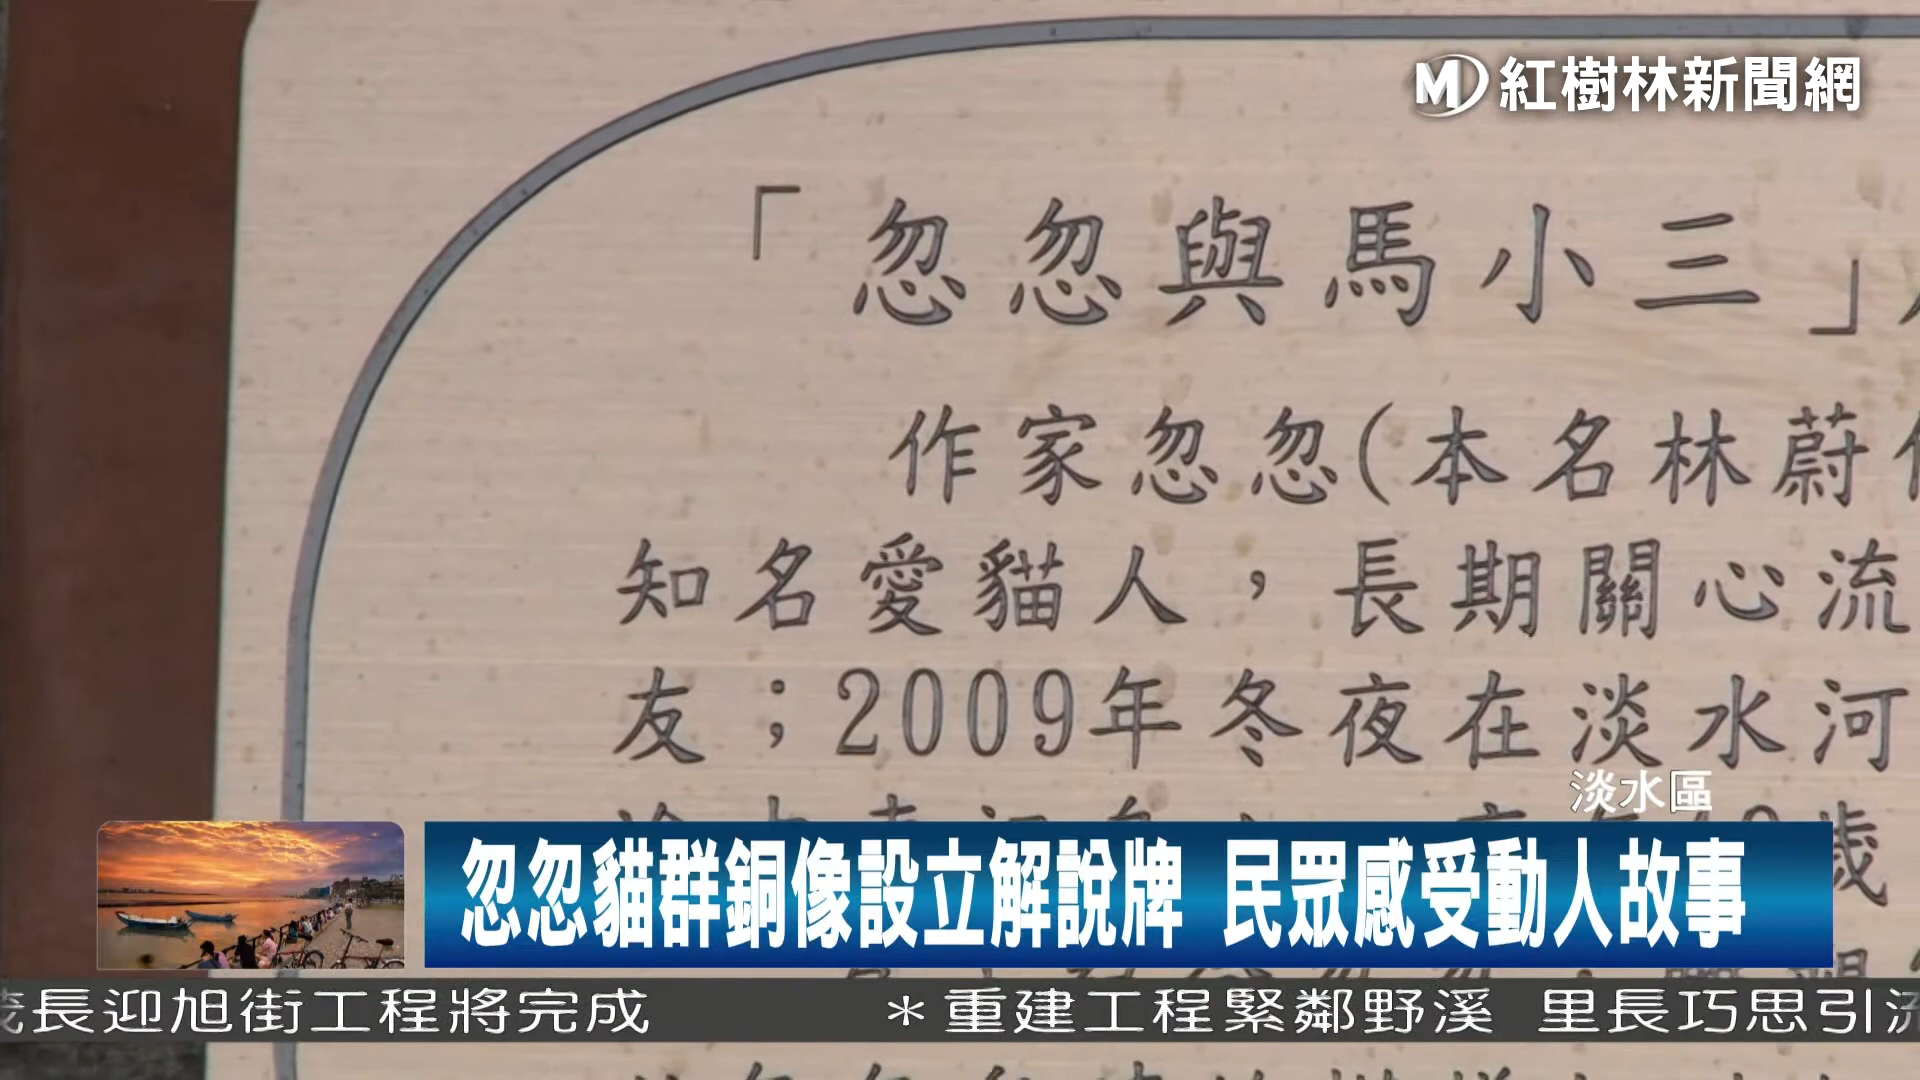 紅樹林新聞網
「忽忽與馬小三」
作家忽忽(本名林蔚
知名愛貓人,長期關心流
友;2009年冬夜在淡水河
淡水區
歲
忽忽貓群銅像設立解說牌 民眾感受動人故事
長迎旭街工程將完成 *重建工程緊鄰野溪 里長巧思引流